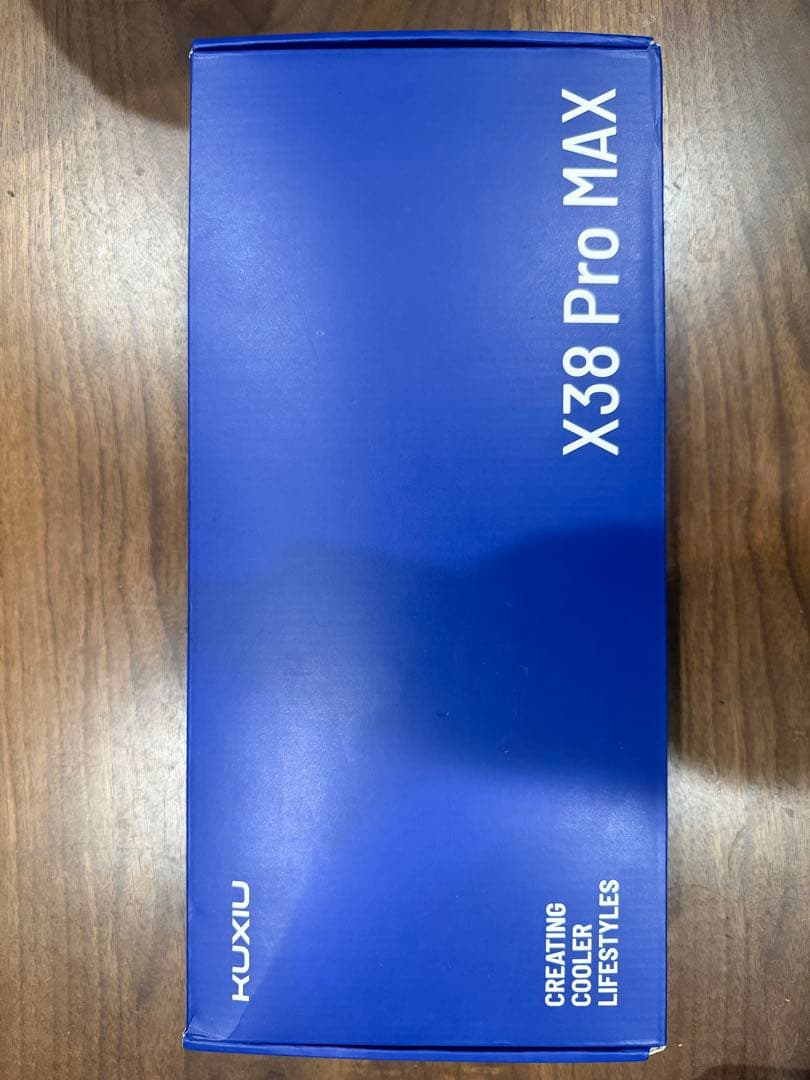 KUXIU
X38 Pro MAX
CREATING
COOLER
LIFESTYLES